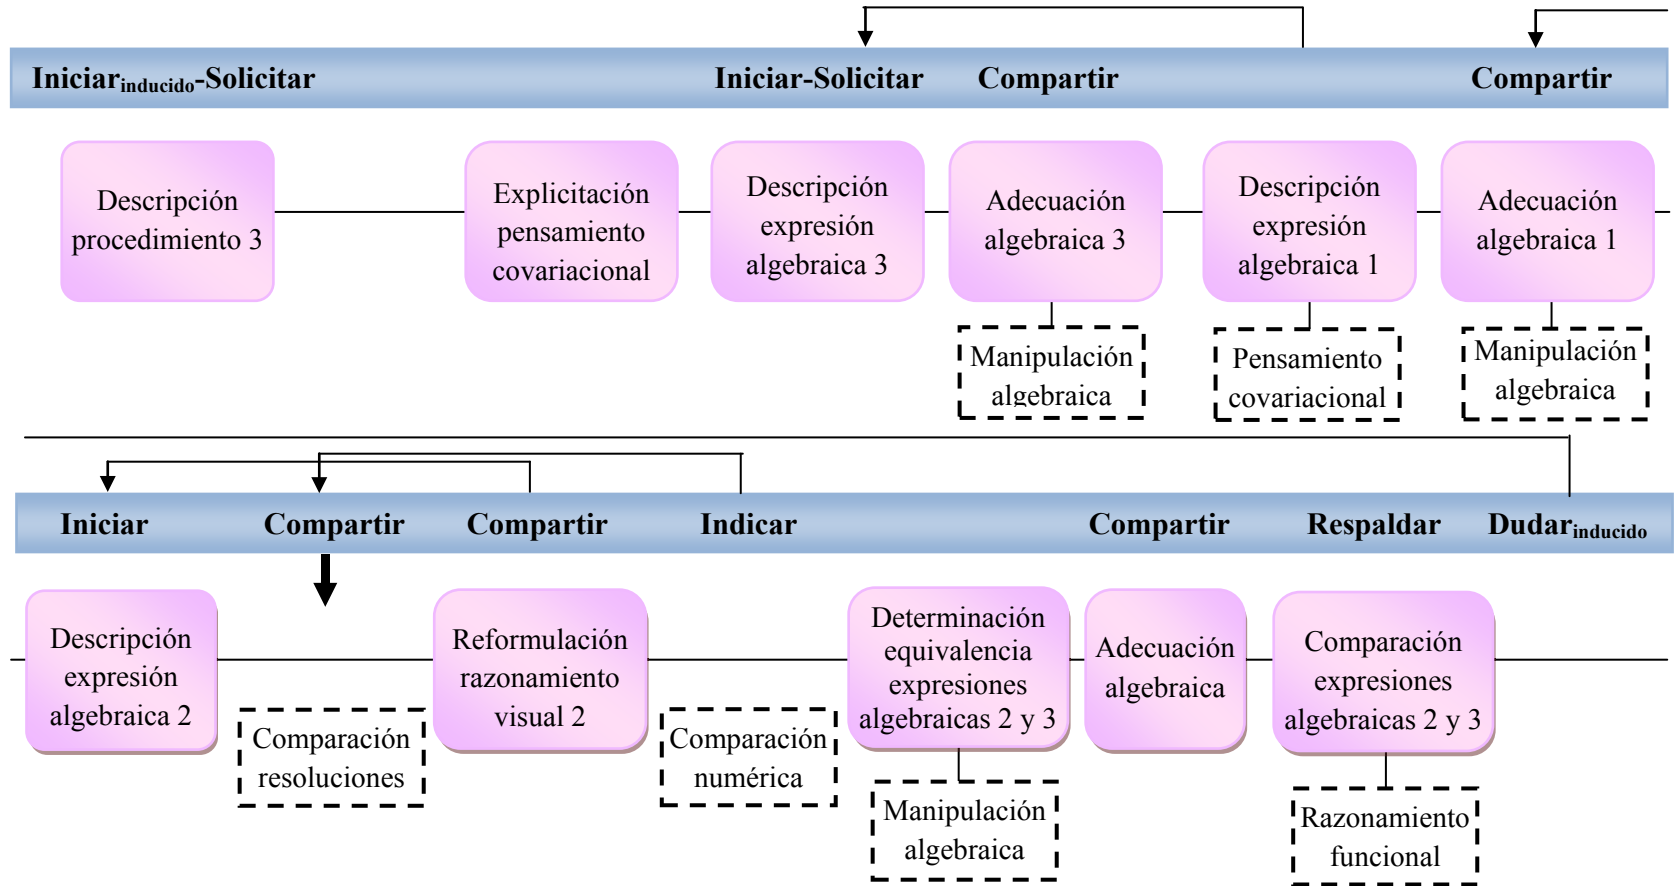 Iniciarinducido-Solicitar Iniciar-Solicitar Compartir Compartir
Descripción
procedimiento 3
Explicitación
pensamiento
covariacional
Descripción
expresión
algebraica 3
Adecuación
algebraica 3
Descripción
expresión
algebraica 1
Adecuación
algebraica 1
Manipulación
algebraica
Pensamiento
covariacional
Manipulación
algebraica
Iniciar Compartir Compartir Indicar Compartir Respaldar Dudarinducido
Descripción
expresión
algebraica 2
Comparación
resoluciones
Reformulación
razonamiento
visual 2
Comparación
numérica
Determinación
equivalencia
expresiones
algebraicas 2 y 3
Manipulación
algebraica
Adecuación
algebraica
Comparación
expresiones
algebraicas 2 y 3
Razonamiento
funcional